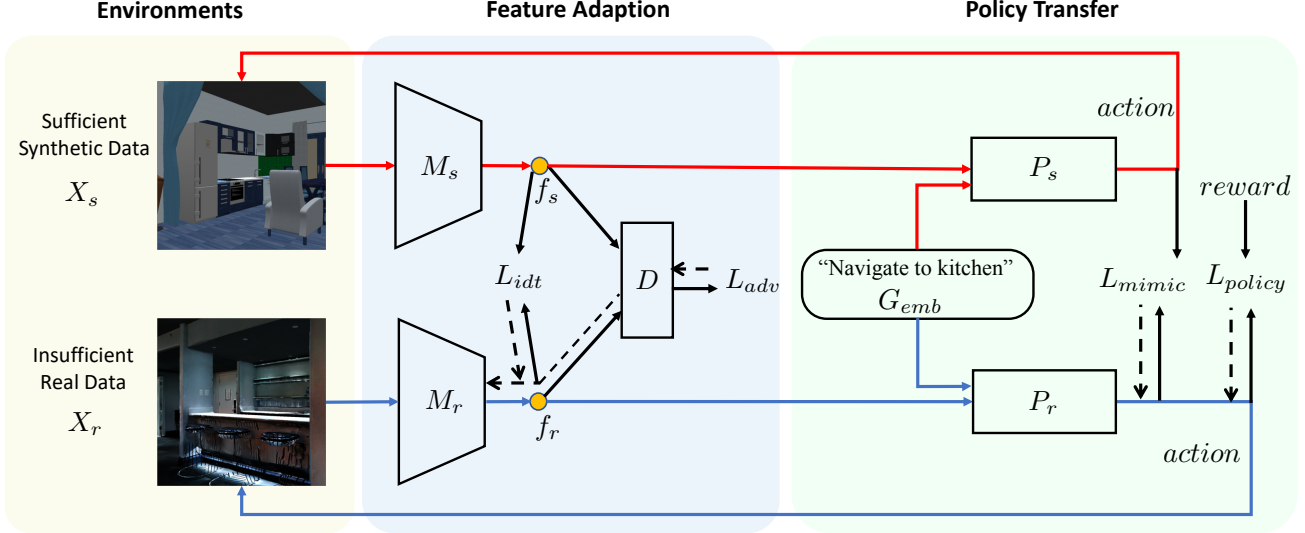 Environments
Feature Adaption
Policy Transfer
Sufficient
Synthetic Data
X_s
M_s
f_s
P_s
action
reward
L_idt
D
L_adv
"Navigate to kitchen"
G_emb
L_mimic
L_policy
Insufficient
Real Data
X_r
M_r
f_r
P_r
action